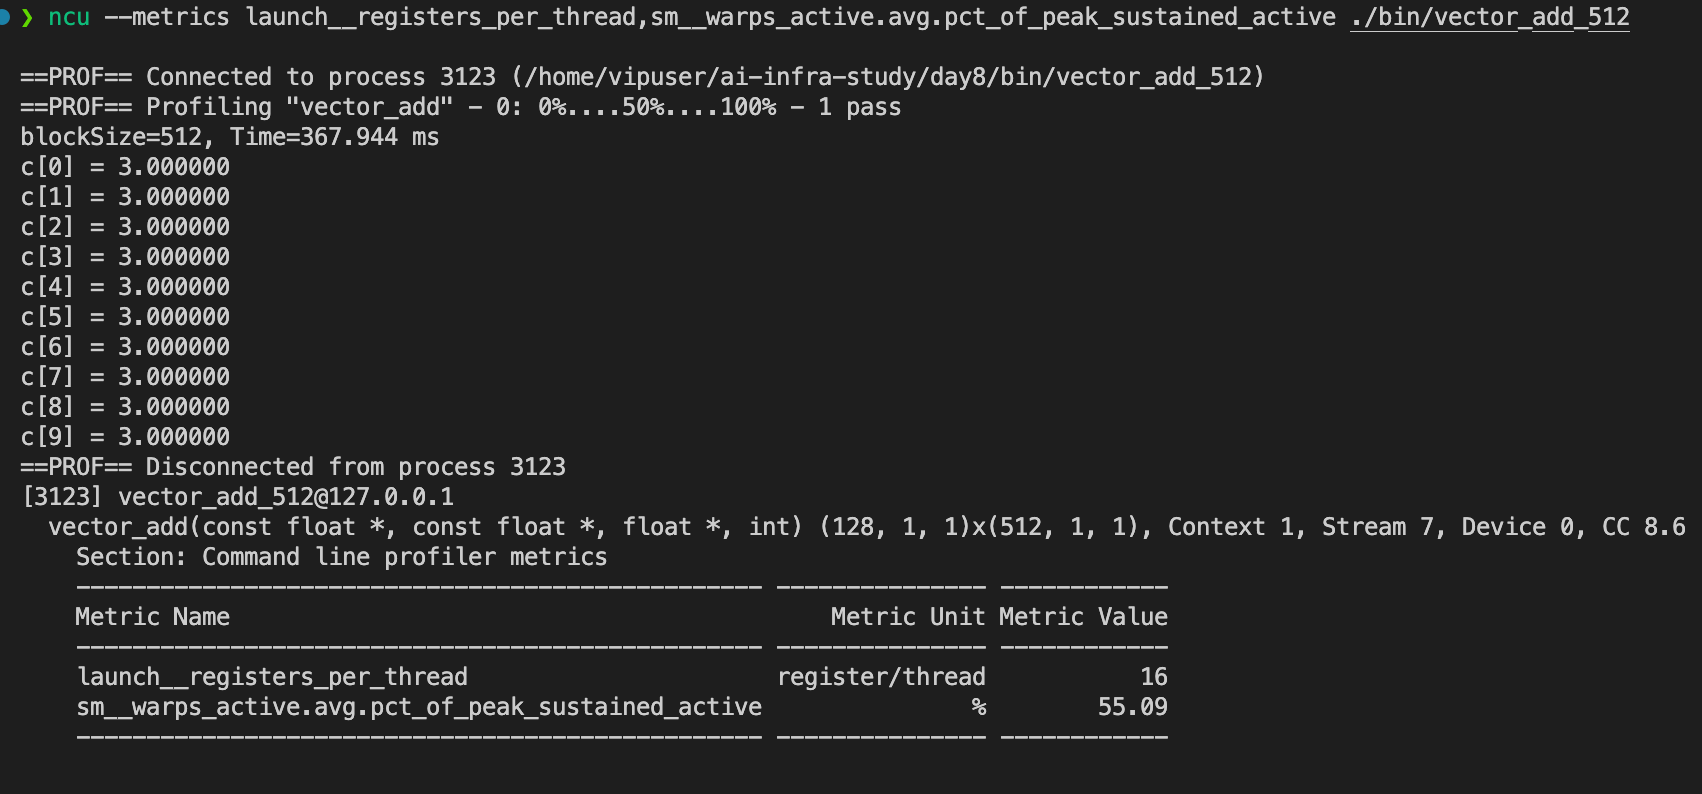 ❯ ncu --metrics launch__registers_per_thread,sm__warps_active.avg.pct_of_peak_sustained_active ./bin/vector_add_512
==PROF== Connected to process 3123 (/home/vipuser/ai-infra-study/day8/bin/vector_add_512)
==PROF== Profiling "vector_add" - 0: 0%....50%....100% - 1 pass
blockSize=512, Time=367.944 ms
c[0] = 3.000000
c[1] = 3.000000
c[2] = 3.000000
c[3] = 3.000000
c[4] = 3.000000
c[5] = 3.000000
c[6] = 3.000000
c[7] = 3.000000
c[8] = 3.000000
c[9] = 3.000000
==PROF== Disconnected from process 3123
[3123] vector_add_512@127.0.0.1
  vector_add(const float *, const float *, float *, int) (128, 1, 1)x(512, 1, 1), Context 1, Stream 7, Device 0, CC 8.6
    Section: Command line profiler metrics
    ------------------------------------------------- --------------- ------------
    Metric Name                                           Metric Unit Metric Value
    ------------------------------------------------- --------------- ------------
    launch__registers_per_thread                      register/thread           16
    sm__warps_active.avg.pct_of_peak_sustained_active               %        55.09
    ------------------------------------------------- --------------- ------------